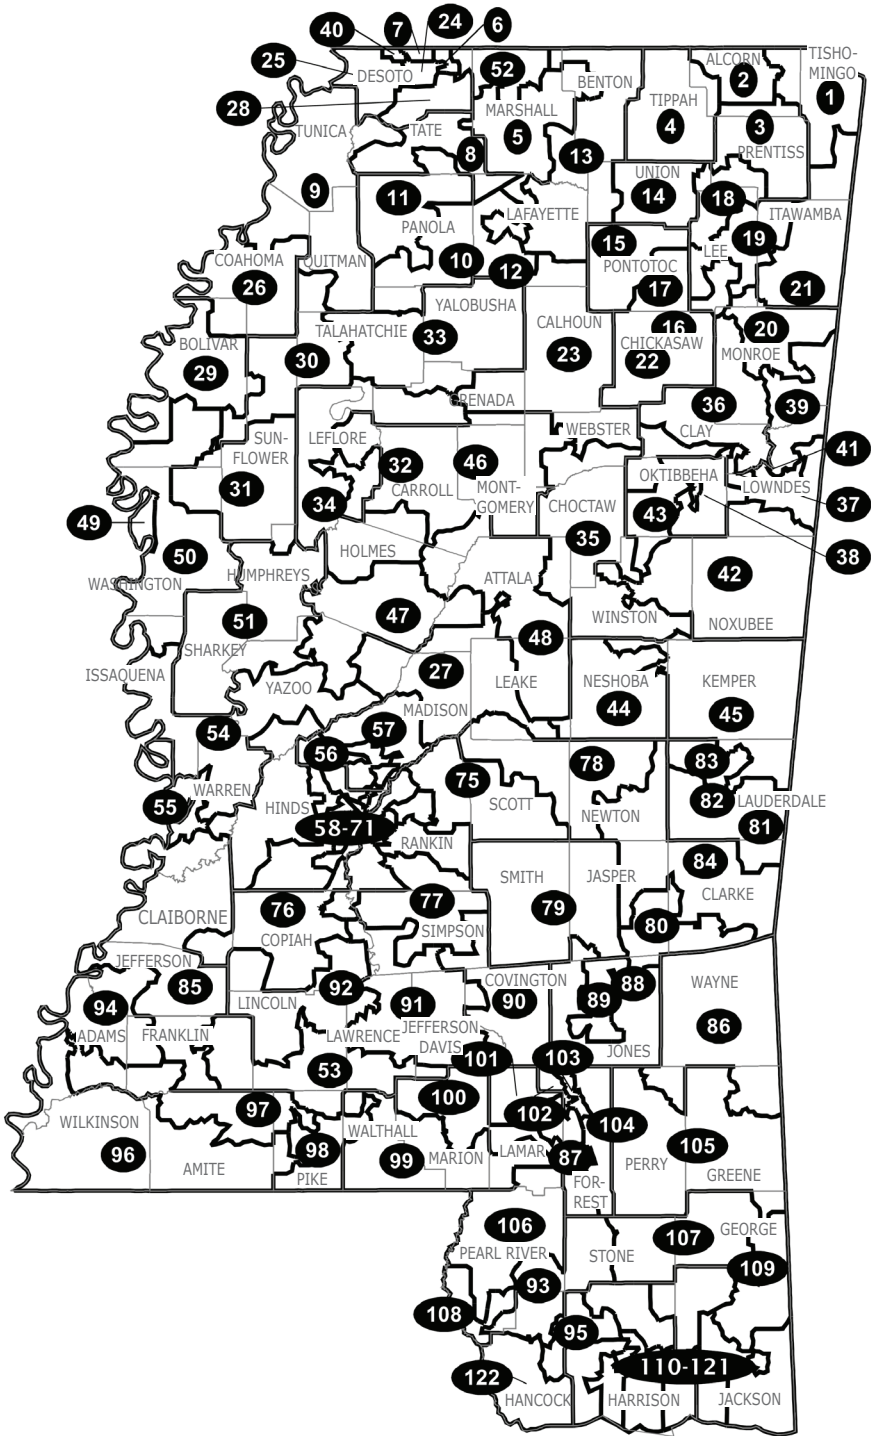 24
40
7
6
25
DESOTO
52
ALCORN
TISHO-
MINGO
2
1
BENTON
28
MARSHALL
TIPPAH
TUNICA
TATE
5
4
3
PRENTISS
8
13
UNION
9
11
14
18
ITAWAMBA
LAFAYETTE
PANOLA
15
LEE
19
COAHOMA
QUITMAN
10
12
PONTOTOC
26
17
21
YALOBUSHA
TALAHATCHIE
CALHOUN
16
20
BOLIVAR
33
CHICKASAW
MONROE
29
30
23
22
GRENADA
36
39
SUN-
FLOWER
LEFLORE
WEBSTER
CLAY
41
32
46
31
CARROLL
MONT-
GOMERY
OKTIBBEHA
LOWNDES
34
CHOCTAW
43
37
49
35
38
50
HOLMES
ATTALA
42
WASHINGTON
HUMPHREYS
51
47
WINSTON
NOXUBEE
SHARKEY
48
ISSAQUENA
27
LEAKE
NESHOBA
KEMPER
YAZOO
MADISON
44
45
54
57
56
78
83
75
WARREN
SCOTT
55
HINDS
82
LAUDERDALE
NEWTON
58-71
81
RANKIN
84
SMITH
JASPER
CLARKE
76
77
79
CLAIBORNE
COPIAH
SIMPSON
80
JEFFERSON
COVINGTON
85
92
88
WAYNE
LINCOLN
91
90
89
94
ADAMS
FRANKLIN
LAWRENCE
JEFFERSON
DAVIS
86
JONES
101
103
53
100
97
102
WILKINSON
WALTHALL
104
98
LAMAR
105
96
AMITE
99
MARION
87
PERRY
PIKE
FOR-
REST
GREENE
106
GEORGE
PEARL RIVER
STONE
107
109
93
108
95
110-121
122
HANCOCK
HARRISON
JACKSON